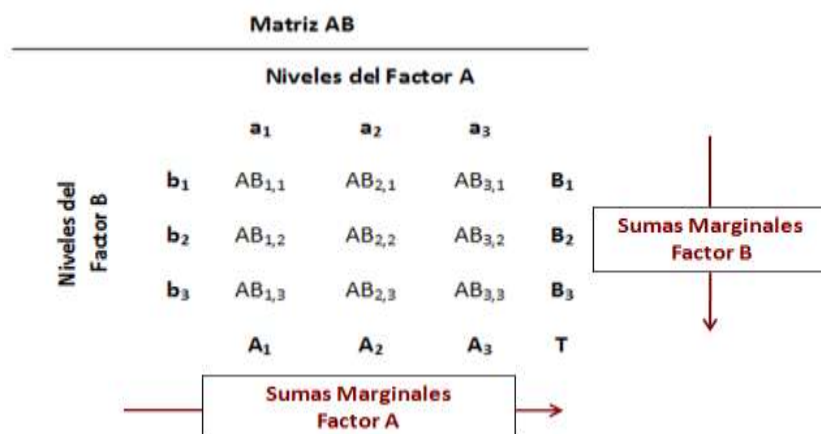 Matriz AB
Niveles del Factor A
a₁ a₂ a₃
Niveles del
Factor B
b₁ AB₁,₁ AB₂,₁ AB₃,₁ B₁
b₂ AB₁,₂ AB₂,₂ AB₃,₂ B₂
b₃ AB₁,₃ AB₂,₃ AB₃,₃ B₃
A₁ A₂ A₃ T
Sumas Marginales
Factor B
Sumas Marginales
Factor A